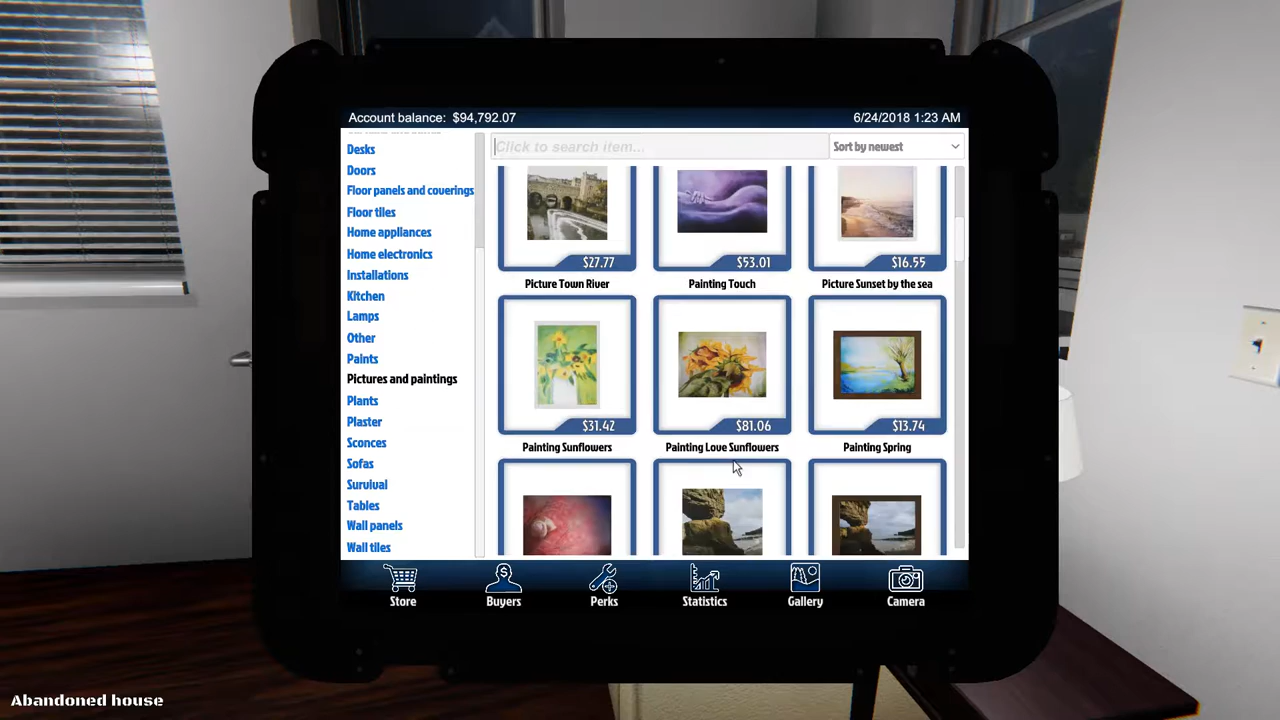 Account balance: $94,792.07
6/24/2018 1:23 AM
Click to search item...
Sort by newest
Desks
Doors
Floor panels and coverings
Floor tiles
Home appliances
Home electronics
Installations
Kitchen
Lamps
Other
Paints
Pictures and paintings
Plants
Plaster
Sconces
Sofas
Survival
Tables
Wall panels
Wall tiles
$27.77
$53.01
$16.55
Picture Town River
Painting Touch
Picture Sunset by the sea
$31.42
$81.06
$13.74
Painting Sunflowers
Painting Love Sunflowers
Painting Spring
Store
Buyers
Perks
Statistics
Gallery
Camera
Abandoned house